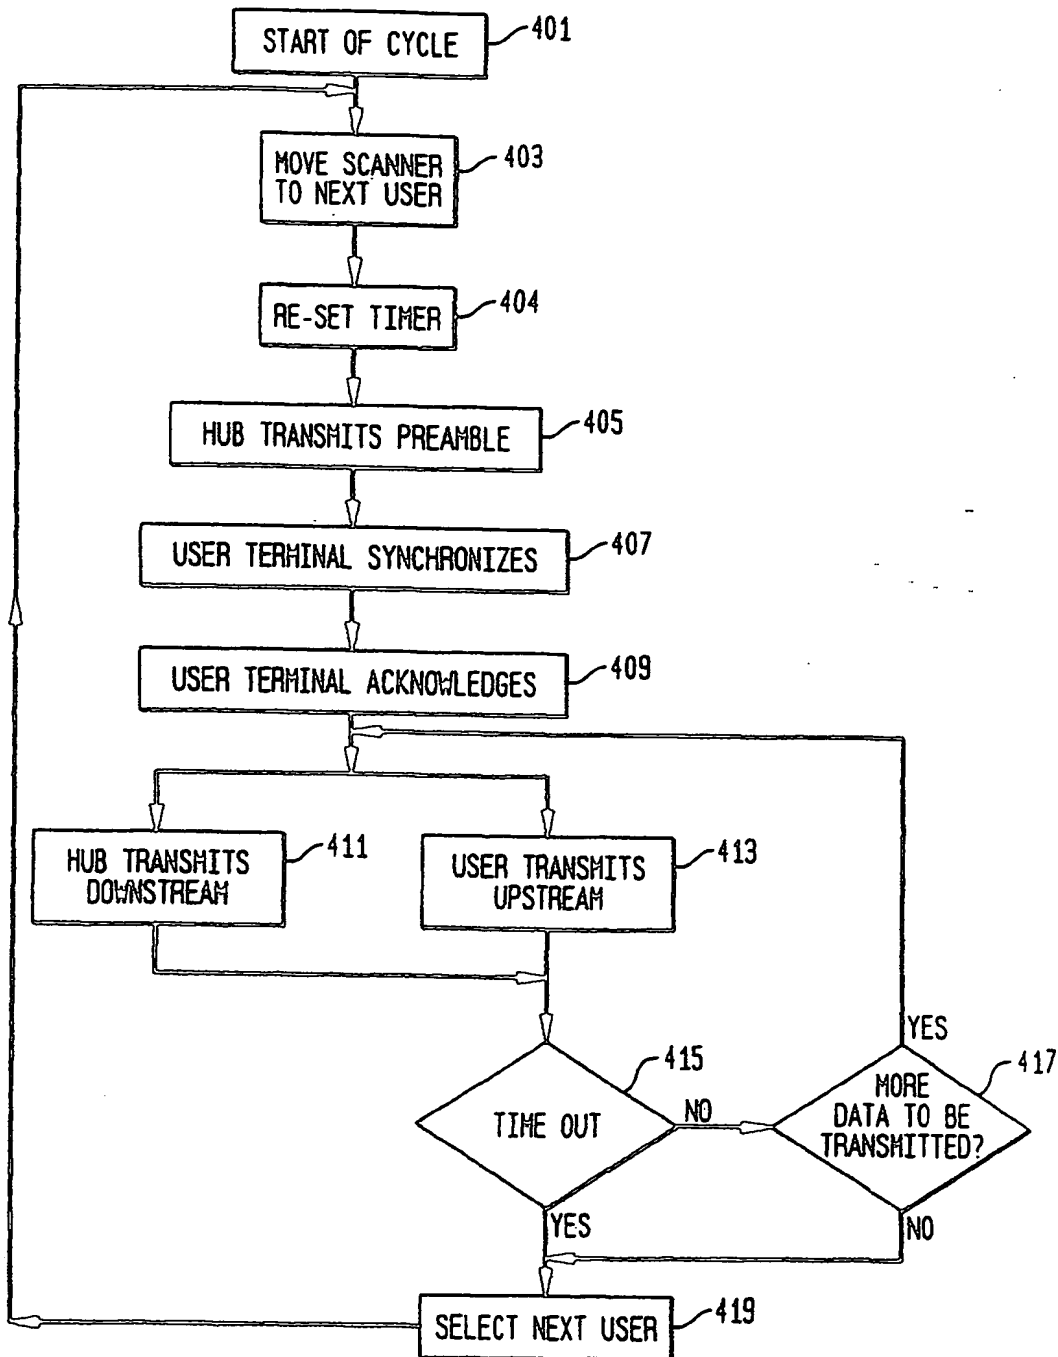 START OF CYCLE
401
MOVE SCANNER
TO NEXT USER
403
RE-SET TIMER
404
HUB TRANSMITS PREAMBLE
405
USER TERMINAL SYNCHRONIZES
407
USER TERMINAL ACKNOWLEDGES
409
HUB TRANSMITS
DOWNSTREAM
411
USER TRANSMITS
UPSTREAM
413
TIME OUT
415
NO
YES
MORE
DATA TO BE
TRANSMITTED?
417
YES
NO
SELECT NEXT USER
419